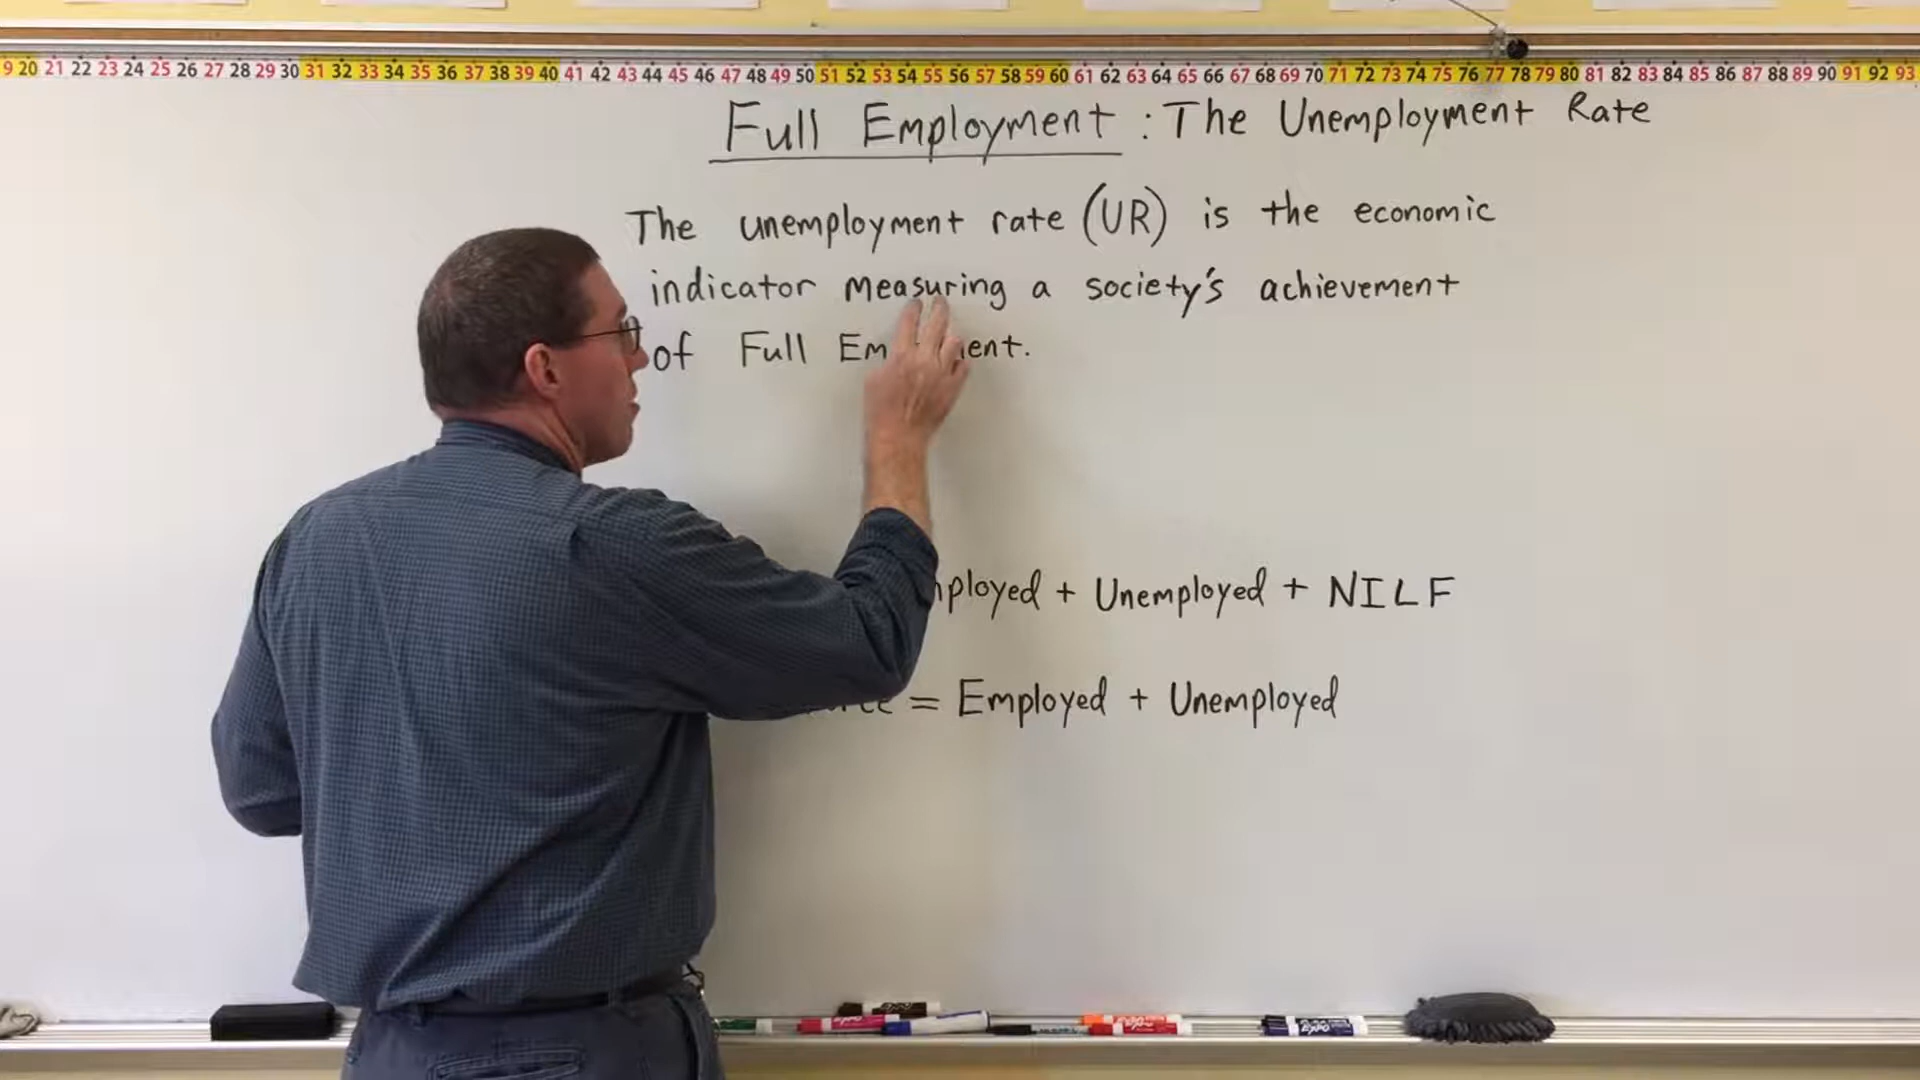 9 20 21 22 23 24 25 26 27 28 29 30 31 32 33 34 35 36 37 38 39 40 41 42 43 44 45 46 47 48 49 50 51 52 53 54 55 56 57 58 59 60 61 62 63 64 65 66 67 68 69 70 71 72 73 74 75 76 77 78 79 80 81 82 83 84 85 86 87 88 89 90 91 92 93
Full Employment : The Unemployment Rate
The unemployment rate (UR) is the economic
indicator measuring a society's achievement
of Full
+ Unemployed + NILF
= Employed + Unemployed
EXPO